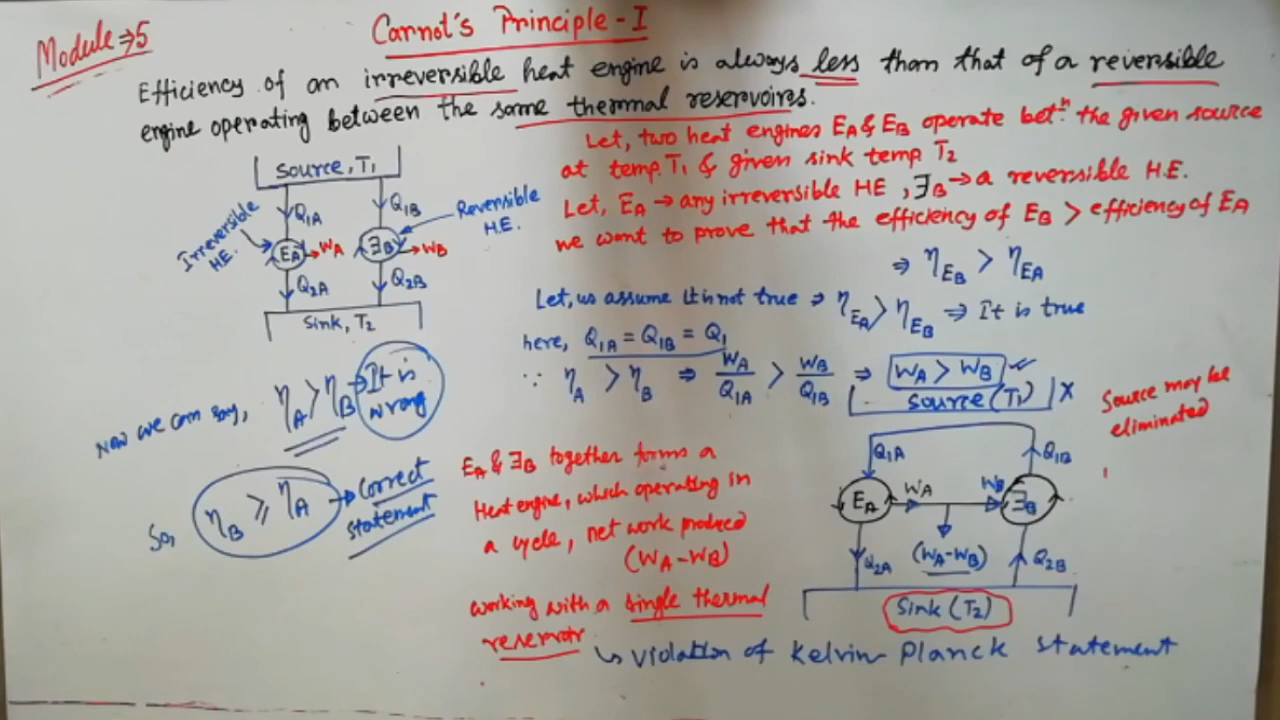 Module → 5
Carnot's Principle - I
Efficiency of an irreversible heat engine is always less than that of a reversible
engine operating between the same thermal reservoires.
Let, two heat engines EA & EB operate betⁿ the given source
at temp. T1 & given sink temp. T2
Let, EA → any irreversible HE, ∃B → a reversible H.E.
we want to prove that the efficiency of EB > efficiency of EA
⇒ ηEB > ηEA
source, T1
Q1A
Q1B
Irreversible
HE.
Reversible
H.E.
EA
WA
∃B
WB
Q2A
Q2B
Sink, T2
Let, us assume it is not true ⇒ ηEA > ηEB ⇒ It is true
here, Q1A = Q1B = Q1
∵ ηA > ηB ⇒ WA/Q1A > WB/Q1B ⇒ WA > WB ✓
Now we can say, ηA > ηB → It is
wrong
So, ηB ⩾ ηA → correct
statement
EA & ∃B together forms a
Heat engine, which operating in
a cycle, net work produced
(WA-WB)
working with a single thermal
reservoir
↳ violation of Kelvin-Planck statement
source (T1) X
Source may be
eliminated
Q1A
Q1B
EA
WA
WB
∃B
Q2A
(WA-WB)
Q2B
Sink (T2)